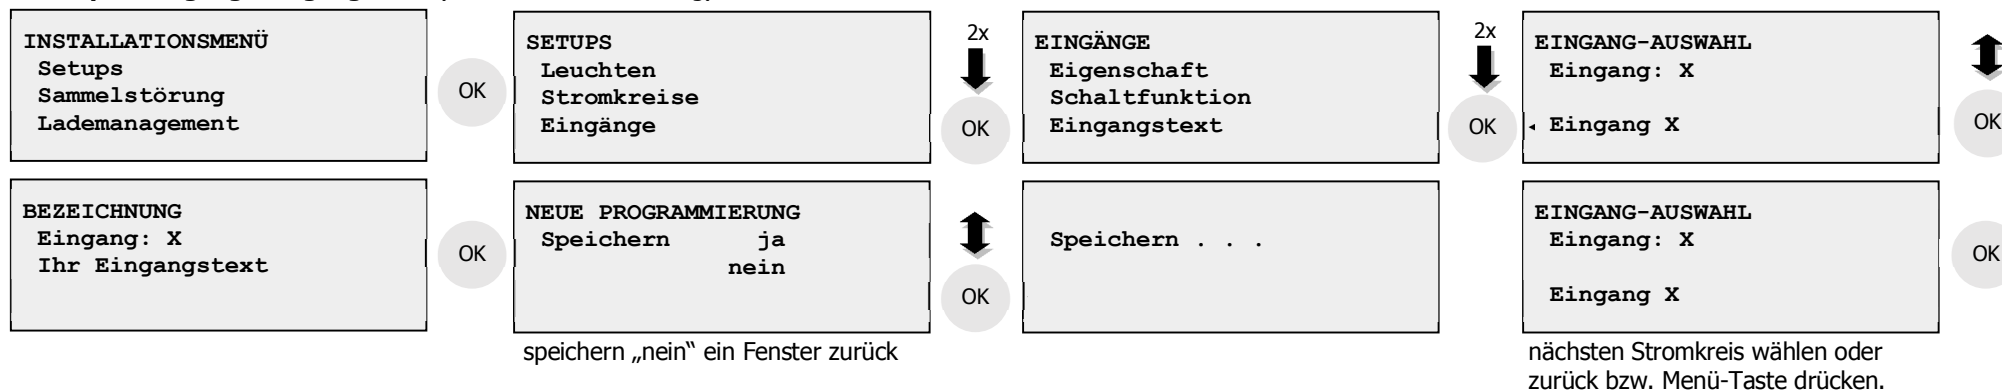 INSTALLATIONSMENÜ
Setups
Sammelstörung
Lademanagement
OK
SETUPS
Leuchten
Stromkreise
Eingänge
2x
OK
EINGÄNGE
Eigenschaft
Schaltfunktion
Eingangstext
2x
OK
EINGANG-AUSWAHL
Eingang: X
Eingang X
OK
BEZEICHNUNG
Eingang: X
Ihr Eingangstext
OK
NEUE PROGRAMMIERUNG
Speichern ja
nein
OK
speichern „nein“ ein Fenster zurück
Speichern . . .
EINGANG-AUSWAHL
Eingang: X
Eingang X
OK
nächsten Stromkreis wählen oder
zurück bzw. Menü-Taste drücken.